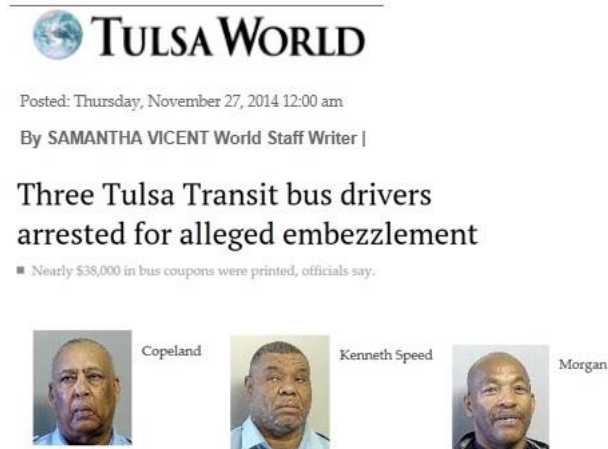 TULSA WORLD
Posted: Thursday, November 27, 2014 12:00 am
By SAMANTHA VICENT World Staff Writer |
Three Tulsa Transit bus drivers
arrested for alleged embezzlement
■ Nearly $38,000 in bus coupons were printed, officials say.
Copeland
Kenneth Speed
Morgan